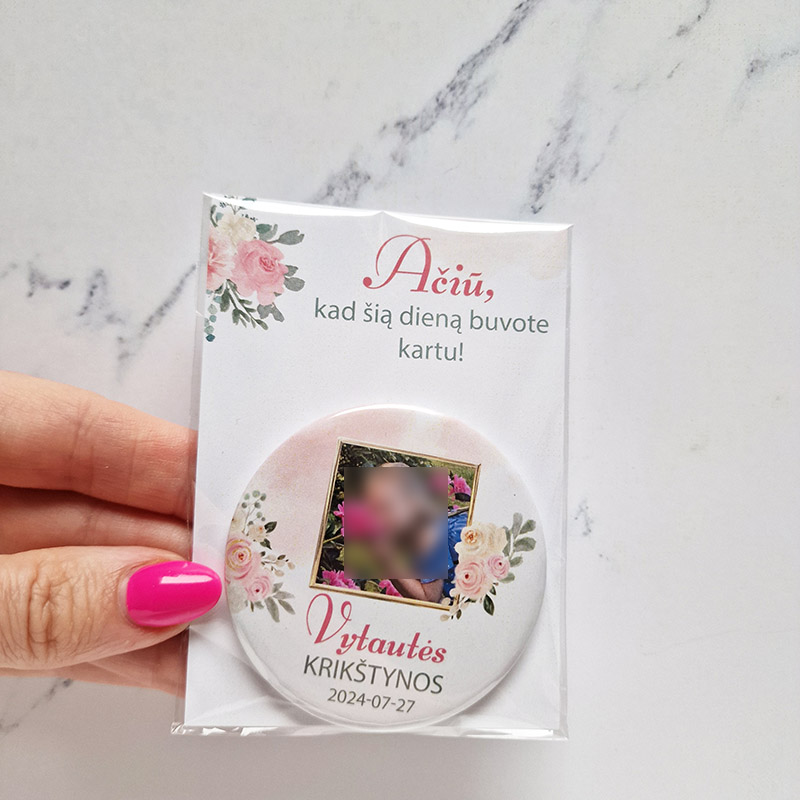 Ačiū,
kad šią dieną buvote
kartu!
Vytautės
KRIKŠTYNOS
2024-07-27